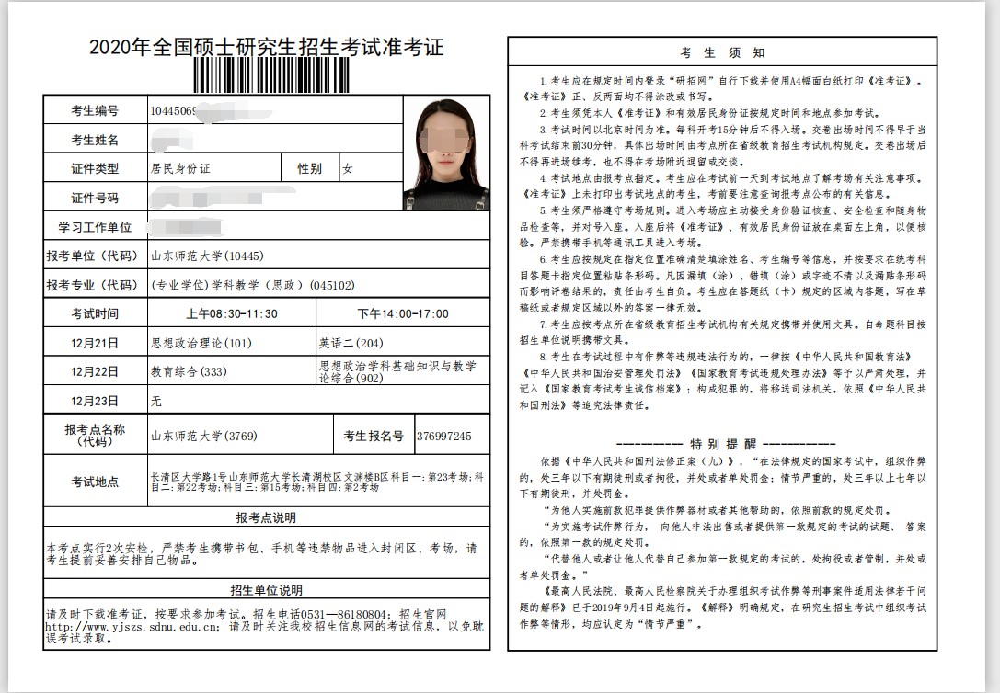 2020年全国硕士研究生招生考试准考证
考生编号 10445069
考生姓名
证件类型 居民身份证 性别 女
证件号码
学习工作单位
报考单位（代码） 山东师范大学(10445)
报考专业（代码） (专业学位)学科教学（思政）(045102)
考试时间 上午08:30-11:30 下午14:00-17:00
12月21日 思想政治理论(101) 英语二(204)
12月22日 教育综合(333) 思想政治学科基础知识与教学
论综合(902)
12月23日 无
报考点名称
（代码） 山东师范大学(3769) 考生报名号 376997245
考试地点 长清区大学路1号山东师范大学长清湖校区文渊楼B区科目一:第23考场;科
目二:第22考场;科目三:第15考场;科目四:第2考场
报考点说明
本考点实行2次安检，严禁考生携带书包、手机等违禁物品进入封闭区、考场，请
考生提前妥善安排自己物品。
招生单位说明
请及时下载准考证，按要求参加考试。招生电话0531—86180804；招生官网
http://www.yjszs.sdnu.edu.cn；请及时关注我校招生信息网的考试信息，以免耽
误考试录取。
考 生 须 知
1.考生应在规定时间内登录“研招网”自行下载并使用A4幅面白纸打印《准考证》。
《准考证》正、反两面均不得涂改或书写。
2.考生须凭本人《准考证》和有效居民身份证按规定时间和地点参加考试。
3.考试时间以北京时间为准。每科开考15分钟后不得入场。交卷出场时间不得早于当
科考试结束前30分钟，具体出场时间由考点所在省级教育招生考试机构规定。交卷出场后
不得再进场续考，也不得在考场附近逗留或交谈。
4.考试地点由报考点指定。考生应在考试前一天到考试地点了解考场有关注意事项。
《准考证》上未打印出考试地点的考生，考前要注意查询报考点公布的有关信息。
5.考生须严格遵守考场规则。进入考场应主动接受身份验证核查、安全检查和随身物
品检查等，并对号入座。入座后将《准考证》、有效居民身份证放在桌面左上角，以便核
验。严禁携带手机等通讯工具进入考场。
6.考生应按规定在指定位置准确清楚填涂姓名、考生编号等信息，并按要求在统考科
目答题卡指定位置粘贴条形码。凡因漏填（涂）、错填（涂）或字迹不清以及漏贴条形码
而影响评卷结果的，责任由考生自负。考生应在答题纸（卡）规定的区域内答题，写在草
稿纸或者规定区域以外的答案一律无效。
7.考生应按考点所在省级教育招生考试机构有关规定携带并使用文具。自命题科目按
招生单位说明携带文具。
8.考生在考试过程中有作弊等违规违法行为的，一律按《中华人民共和国教育法》
《中华人民共和国治安管理处罚法》《国家教育考试违规处理办法》等予以严肃处理，并
记入《国家教育考试考生诚信档案》；构成犯罪的，将移送司法机关，依照《中华人民共
和国刑法》等追究法律责任。
----------- 特 别 提 醒 -----------
依据《中华人民共和国刑法修正案（九）》，“在法律规定的国家考试中，组织作弊
的，处三年以下有期徒刑或者拘役，并处或者单处罚金；情节严重的，处三年以上七年以
下有期徒刑，并处罚金。
“为他人实施前款犯罪提供作弊器材或者其他帮助的，依照前款的规定处罚。
“为实施考试作弊行为， 向他人非法出售或者提供第一款规定的考试的试题、 答案
的，依照第一款的规定处罚。
“代替他人或者让他人代替自己参加第一款规定的考试的，处拘役或者管制，并处或
者单处罚金。”
《最高人民法院、最高人民检察院关于办理组织考试作弊等刑事案件适用法律若干问
题的解释》已于2019年9月4日起施行。《解释》明确规定，在研究生招生考试中组织考试
作弊等情形，均应认定为“情节严重”。